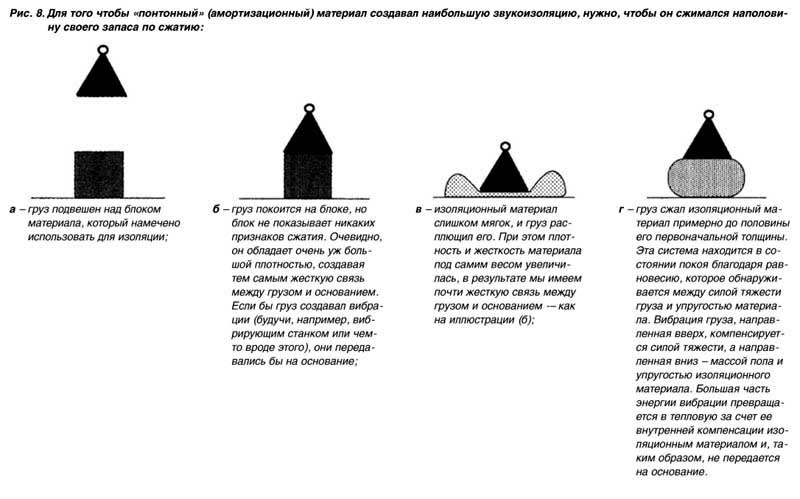 Рис. 8. Для того чтобы «понтонный» (амортизационный) материал создавал наибольшую звукоизоляцию, нужно, чтобы он сжимался наполови-
ну своего запаса по сжатию:
а – груз подвешен над блоком
материала, который намечено
использовать для изоляции;
б – груз покоится на блоке, но
блок не показывает никаких
признаков сжатия. Очевидно,
он обладает очень уж боль-
шой плотностью, создавая
тем самым жесткую связь
между грузом и основанием.
Если бы груз создавал вибра-
ции (будучи, например, виб-
рирующим станком или чем-
то вроде этого), они переда-
вались бы на основание;
в – изоляционный материал
слишком мягок, и груз рас-
плющил его. При этом плот-
ность и жесткость материала
под самим весом увеличи-
лась, в результате мы имеем
почти жесткую связь между
грузом и основанием -– как
на иллюстрации (б);
г – груз сжал изоляционный ма-
териал примерно до половины
его первоначальной толщины.
Эта система находится в со-
стоянии покоя благодаря рав-
новесию, которое обнаружи-
вается между силой тяжести
груза и упругостью материа-
ла. Вибрация груза, направ-
ленная вверх, компенсирует-
ся силой тяжести, а направ-
ленная вниз – массой пола и
упругостью изоляционного
материала. Большая часть
энергии вибрации превраща-
ется в тепловую за счет ее
внутренней компенсации изо-
ляционным материалом и, та-
ким образом, не передается
на основание.